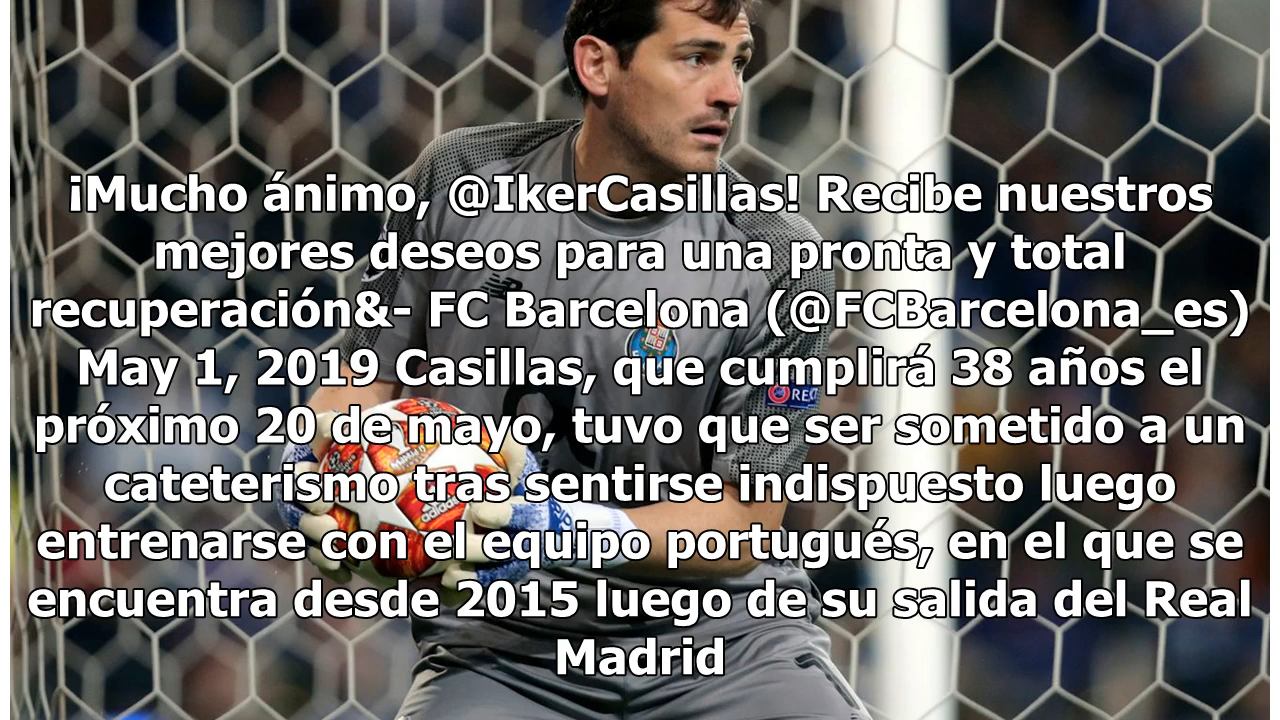 ¡Mucho ánimo, @IkerCasillas! Recibe nuestros
mejores deseos para una pronta y total
recuperación&- FC Barcelona (@FCBarcelona_es)
May 1, 2019 Casillas, que cumplirá 38 años el
próximo 20 de mayo, tuvo que ser sometido a un
cateterismo tras sentirse indispuesto luego
entrenarse con el equipo portugués, en el que se
encuentra desde 2015 luego de su salida del Real
Madrid
adidas